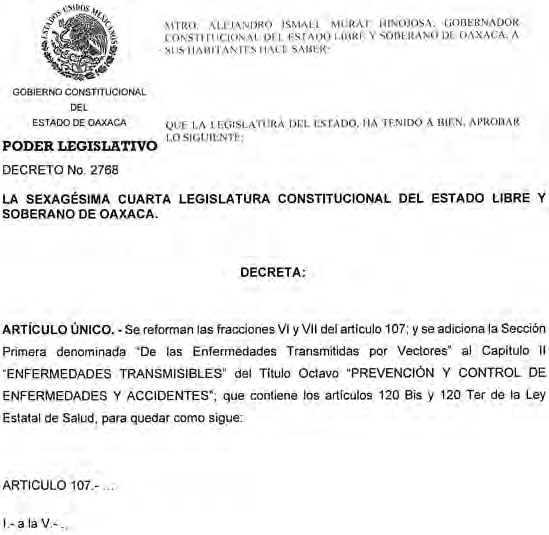 ESTADOS UNIDOS MEXICANOS
MTRO. ALEJANDRO ISMAEL MURAT HINOJOSA, GOBERNADOR
CONSTITUCIONAL DEL ESTADO LIBRE Y SOBERANO DE OAXACA, A
SUS HABITANTES HACE SABER:
GOBIERNO CONSTITUCIONAL
DEL
ESTADO DE OAXACA
PODER LEGISLATIVO
QUE LA LEGISLATURA DEL ESTADO, HA TENIDO A BIEN, APROBAR
LO SIGUIENTE:
DECRETO No. 2768
LA SEXAGÉSIMA CUARTA LEGISLATURA CONSTITUCIONAL DEL ESTADO LIBRE Y
SOBERANO DE OAXACA.
DECRETA:
ARTÍCULO ÚNICO. - Se reforman las fracciones VI y VII del artículo 107; y se adiciona la Sección
Primera denominada "De las Enfermedades Transmitidas por Vectores" al Capítulo II
"ENFERMEDADES TRANSMISIBLES" del Título Octavo "PREVENCIÓN Y CONTROL DE
ENFERMEDADES Y ACCIDENTES"; que contiene los artículos 120 Bis y 120 Ter de la Ley
Estatal de Salud, para quedar como sigue:
ARTICULO 107.- ...
I.- a la V.- ..